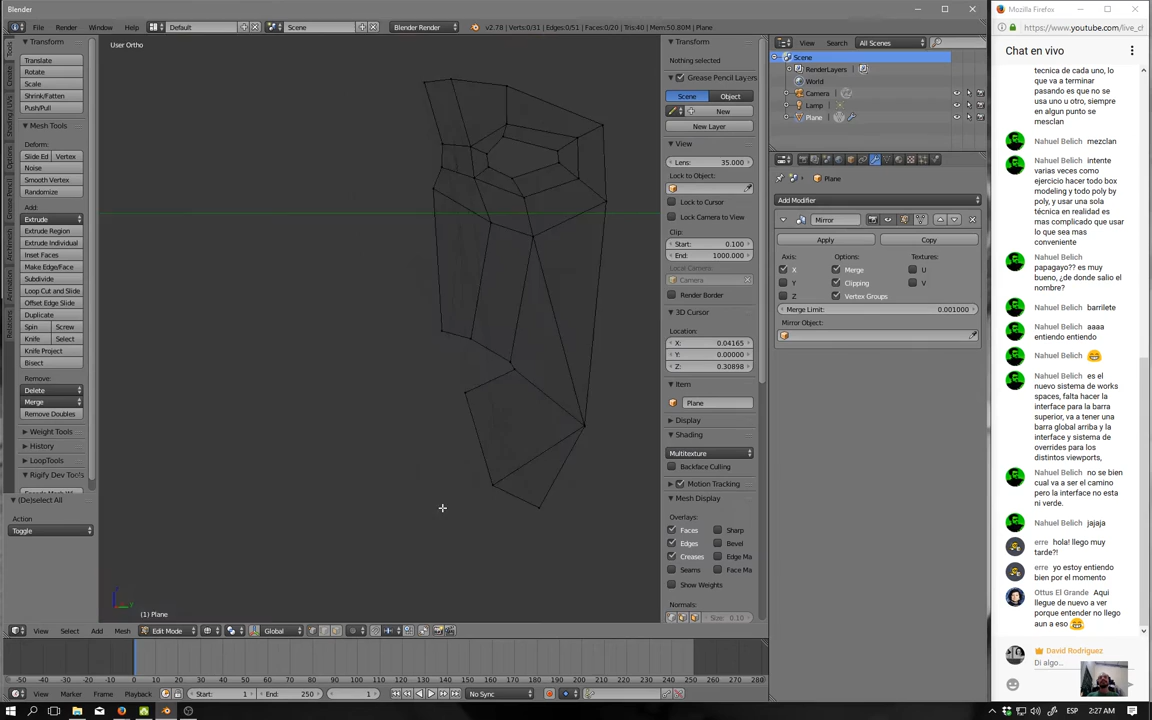 Blender
File
Render
Window
Help
Default
Scene
Blender Render
v2.78 | Verts:0/31 | Edges:0/51 | Faces:0/20 | Tris:40 | Mem:50.80M | Plane
Tools
Create
Shading / UVs
Options
Grease Pencil
Archimesh
Animation
Relations
Transform
Translate
Rotate
Scale
Shrink/Fatten
Push/Pull
Mesh Tools
Deform:
Slide Ed
Vertex
Noise
Smooth Vertex
Randomize
Add:
Extrude
Extrude Region
Extrude Individual
Inset Faces
Make Edge/Face
Subdivide
Loop Cut and Slide
Offset Edge Slide
Duplicate
Spin
Screw
Knife
Select
Knife Project
Bisect
Remove:
Delete
Merge
Remove Doubles
Weight Tools
History
LoopTools
Rigify Dev Tools
(De)select All
Action
Toggle
User Ortho
(1) Plane
View
Select
Add
Mesh
Edit Mode
Global
Transform
Nothing selected
Grease Pencil Layers
Scene
Object
New
New Layer
View
Lens:
35.000
Lock to Object:
Lock to Cursor
Lock Camera to View
Clip:
Start:
0.100
End:
1000.000
Local Camera:
Camera
Render Border
3D Cursor
Location:
X:
0.04165
Y:
0.00000
Z:
0.30898
Item
Plane
Display
Shading
Multitexture
Backface Culling
Motion Tracking
Mesh Display
Overlays:
Faces
Sharp
Edges
Bevel
Creases
Edge Ma
Seams
Face Ma
Show Weights
Normals:
Size: 0.10
View
Search
All Scenes
Scene
RenderLayers
World
Camera
Lamp
Plane
Plane
Add Modifier
Mirror
Apply
Copy
Axis:
Options:
Textures:
X
Merge
U
Y
Clipping
V
Z
Vertex Groups
Merge Limit:
0.001000
Mirror Object:
-50 -40 -30 -20 -10 0 10 20 30 40 50 60 70 80 90 100 110 120 130 140 150 160 170 180 190 200 210 220 230 240 250 260 270 280
View
Marker
Frame
Playback
Start:
1
End:
250
1
No Sync
ESP
2:27 AM
Mozilla Firefox
https://www.youtube.com/live_c
Chat en vivo
tecnica de cada uno, lo
que va a terminar
pasando es que no se
usa uno u otro, siempre
en algun punto se
mesclan
Nahuel Belich mezclan
Nahuel Belich intente
varias veces como
ejercicio hacer todo box
modeling y todo poly by
poly, y usar una sola
técnica en realidad es
mas complicado que usar
lo que sea mas
conveniente
Nahuel Belich
papagayo?? es muy
bueno, ¿de donde salio el
nombre?
Nahuel Belich barrilete
Nahuel Belich aaaa
entiendo entiendo
Nahuel Belich
Nahuel Belich es el
nuevo sistema de works
spaces, falta hacer la
interface para la barra
superior, va a tener una
barra global arriba y la
interface y sistema de
overrides para los
distintos viewports,
Nahuel Belich no se bien
cual va a ser el camino
pero la interface no esta
ni verde.
Nahuel Belich jajaja
erre hola! llego muy
tarde?!
erre yo estoy entiendo
bien por el momento
Ottus El Grande Aqui
llegue de nuevo a ver
porque entender no llego
aun a eso
David Rodriguez
Di algo...